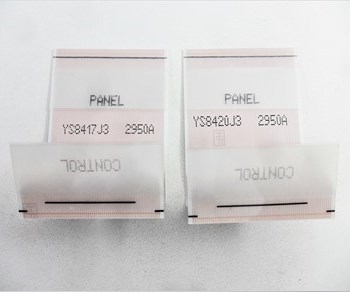 PANEL
YS8417J3 2950A
CONTROL
PANEL
YS8420J3 2950A
CONTROL